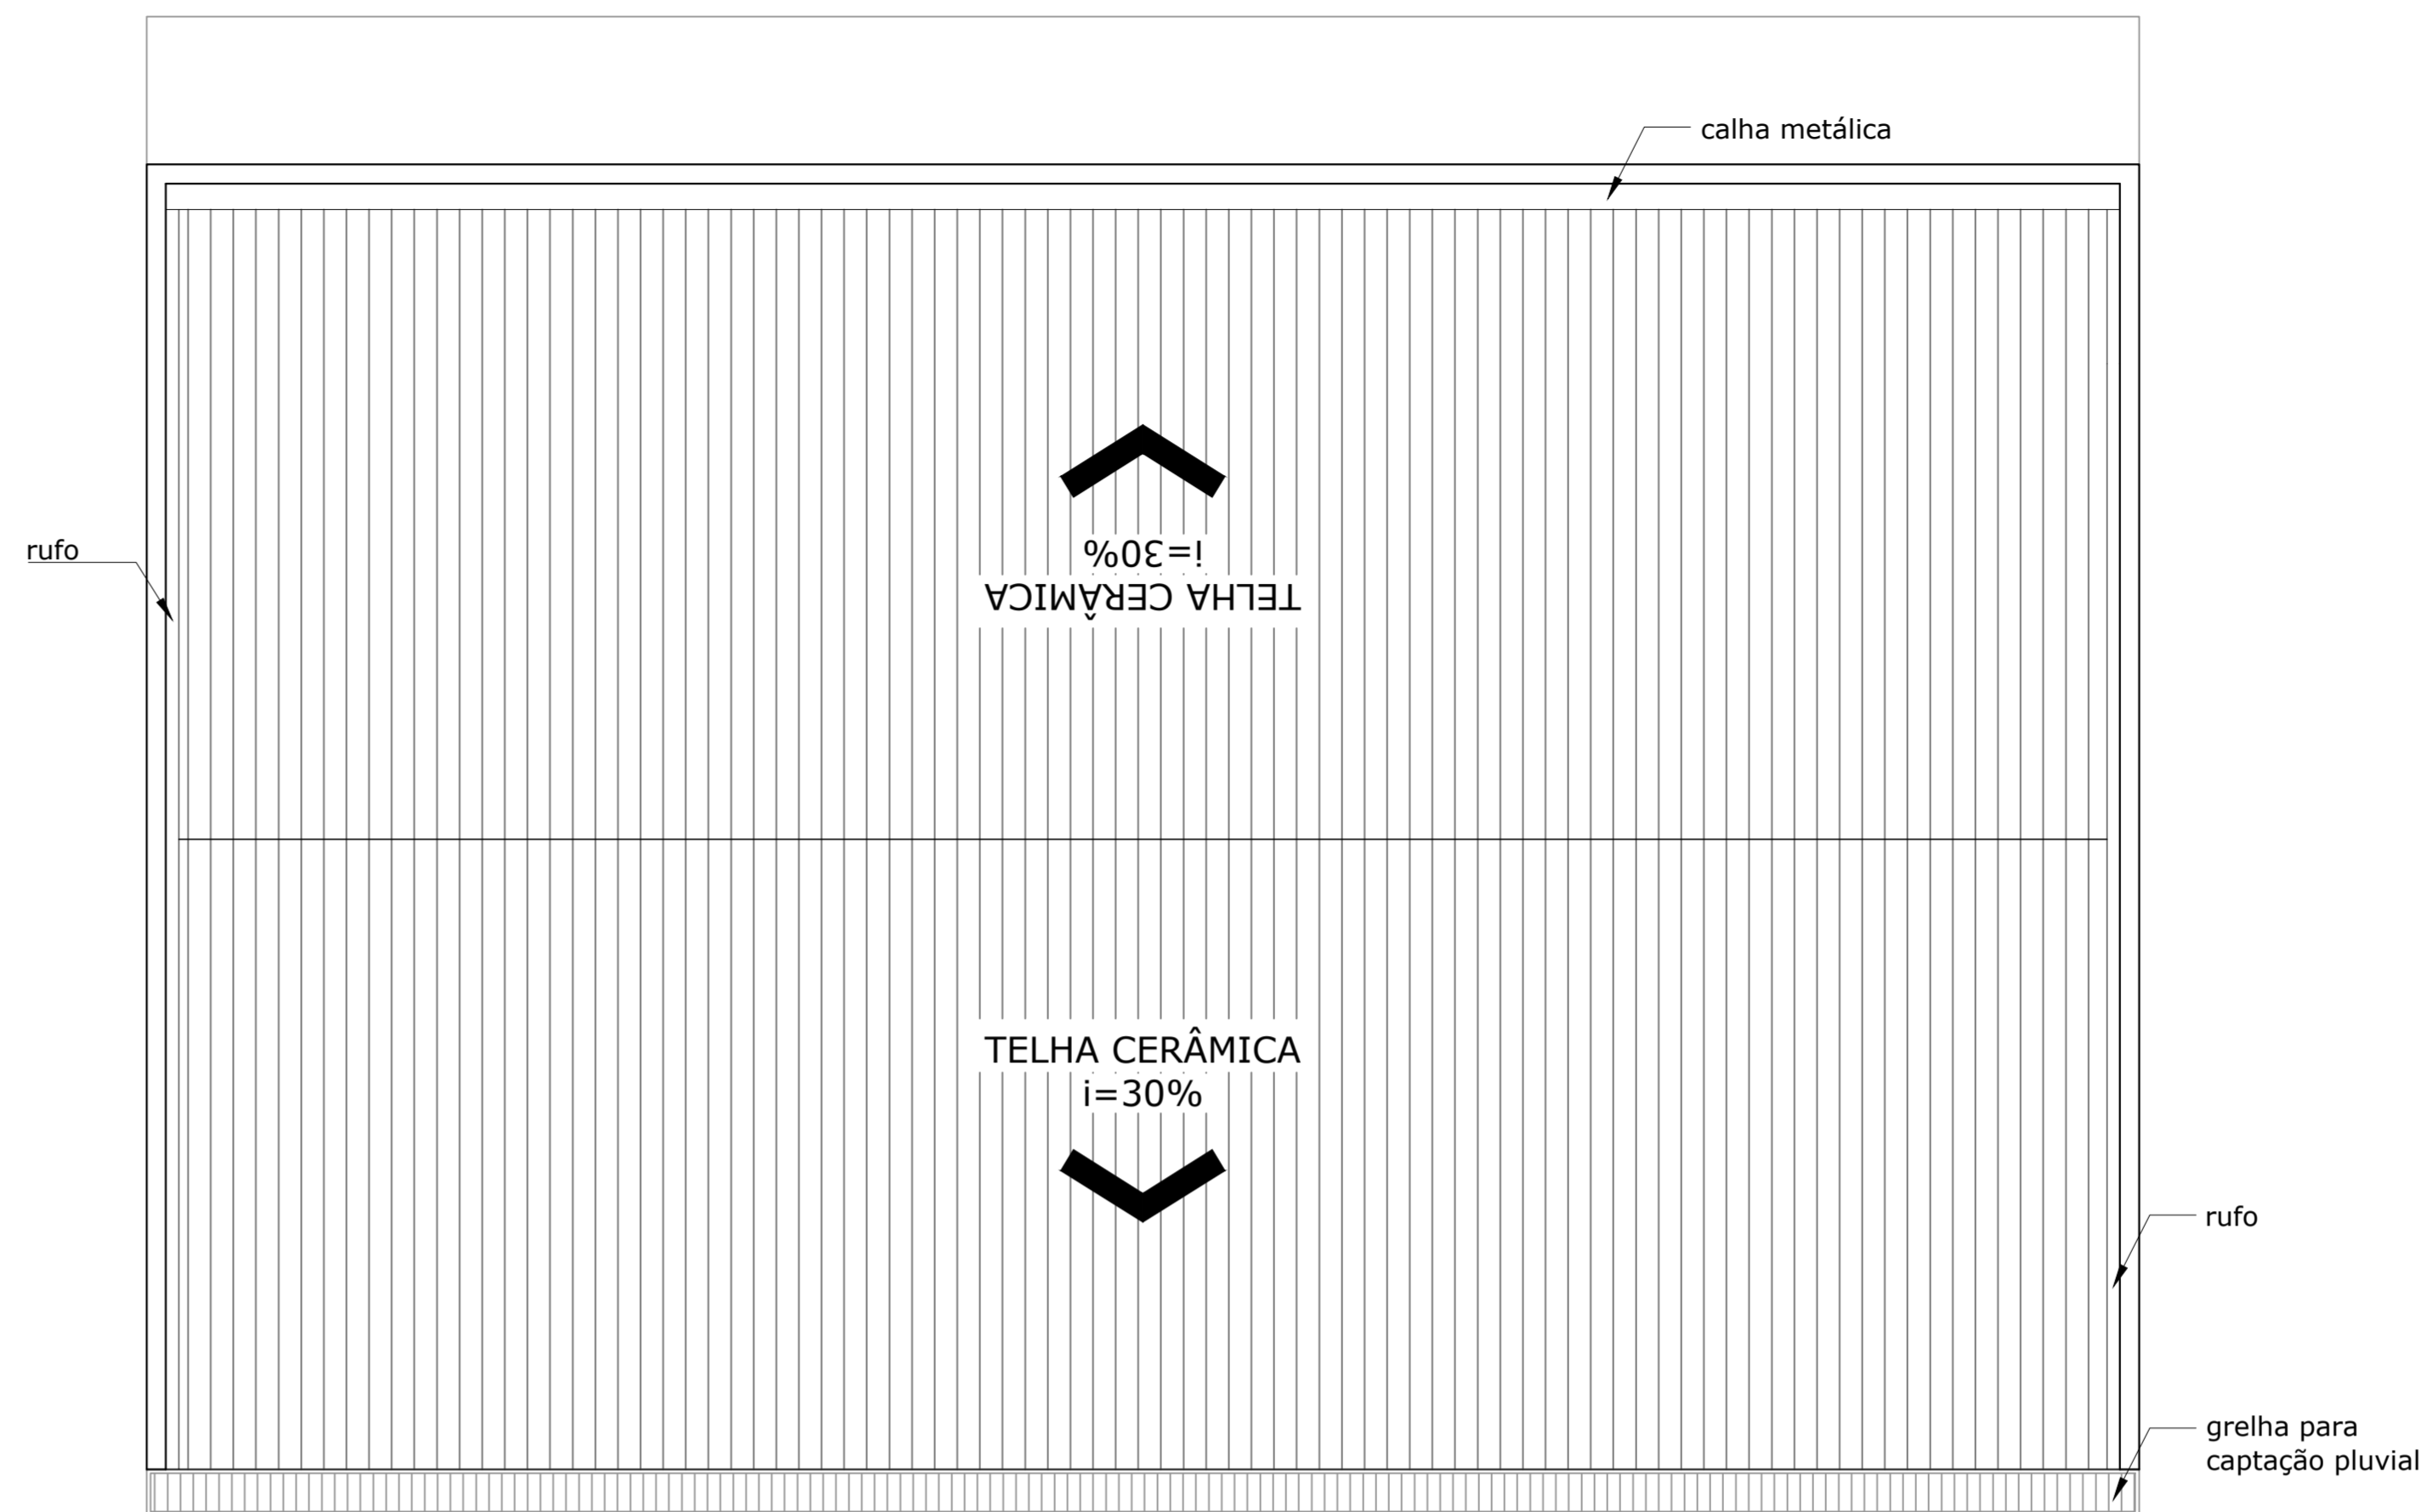 calha metálica
rufo
i=30%
TELHA CERÂMICA
TELHA CERÂMICA
i=30%
rufo
grelha para
captação pluvial